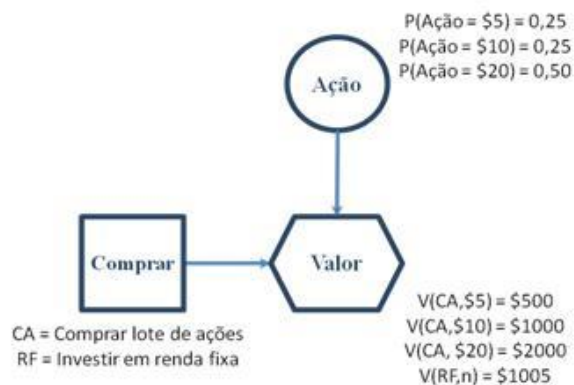 P(Ação = $5) = 0,25
P(Ação = $10) = 0,25
P(Ação = $20) = 0,50
Ação
Comprar
Valor
CA = Comprar lote de ações
RF = Investir em renda fixa
V(CA,$5) = $500
V(CA,$10) = $1000
V(CA, $20) = $2000
V(RF,n) = $1005